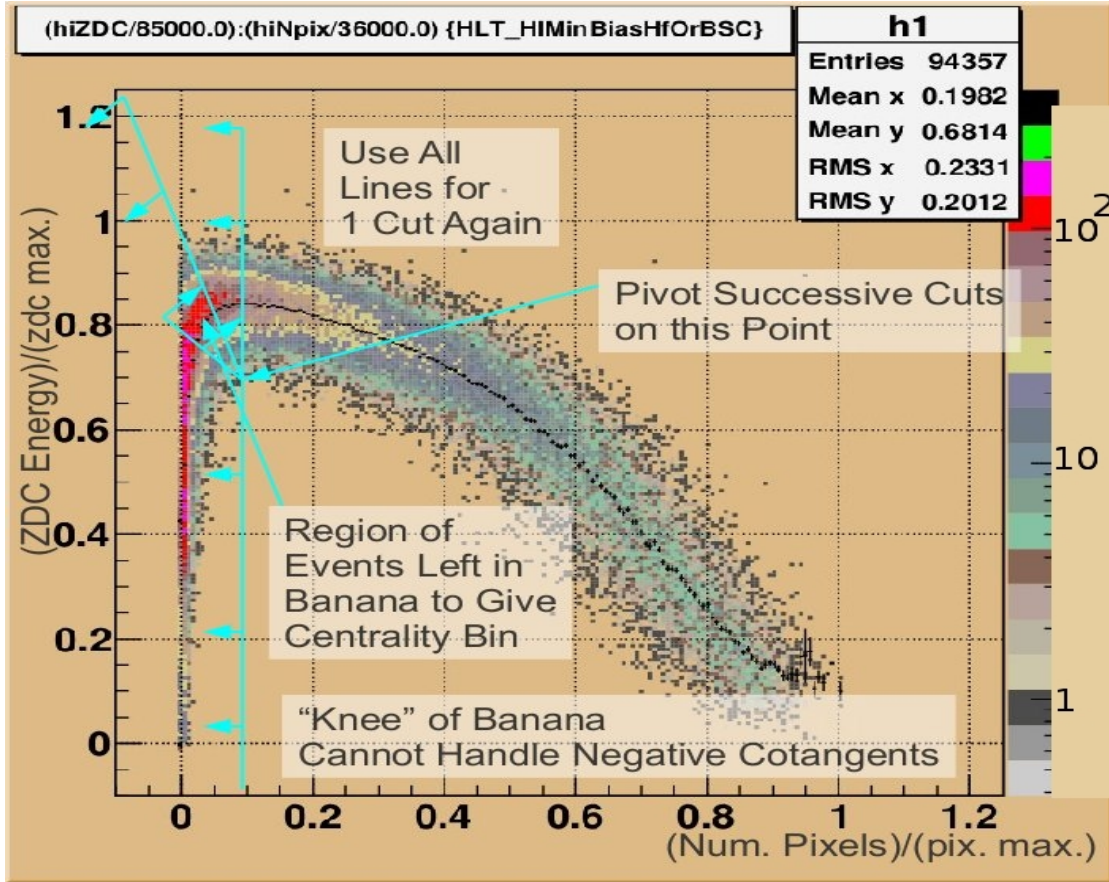 (hiZDC/85000.0):(hiNpix/36000.0) {HLT_HIMinBiasHfOrBSC}
h1
Entries 94357
Mean x 0.1982
Mean y 0.6814
RMS x 0.2331
RMS y 0.2012
1.2
1
0.8
0.6
0.4
0.2
0
(ZDC Energy)/(zdc max.)
Use All
Lines for
1 Cut Again
Pivot Successive Cuts
on this Point
Region of
Events Left in
Banana to Give
Centrality Bin
“Knee” of Banana
Cannot Handle Negative Cotangents
10²
10
1
0 0.2 0.4 0.6 0.8 1 1.2
(Num. Pixels)/(pix. max.)